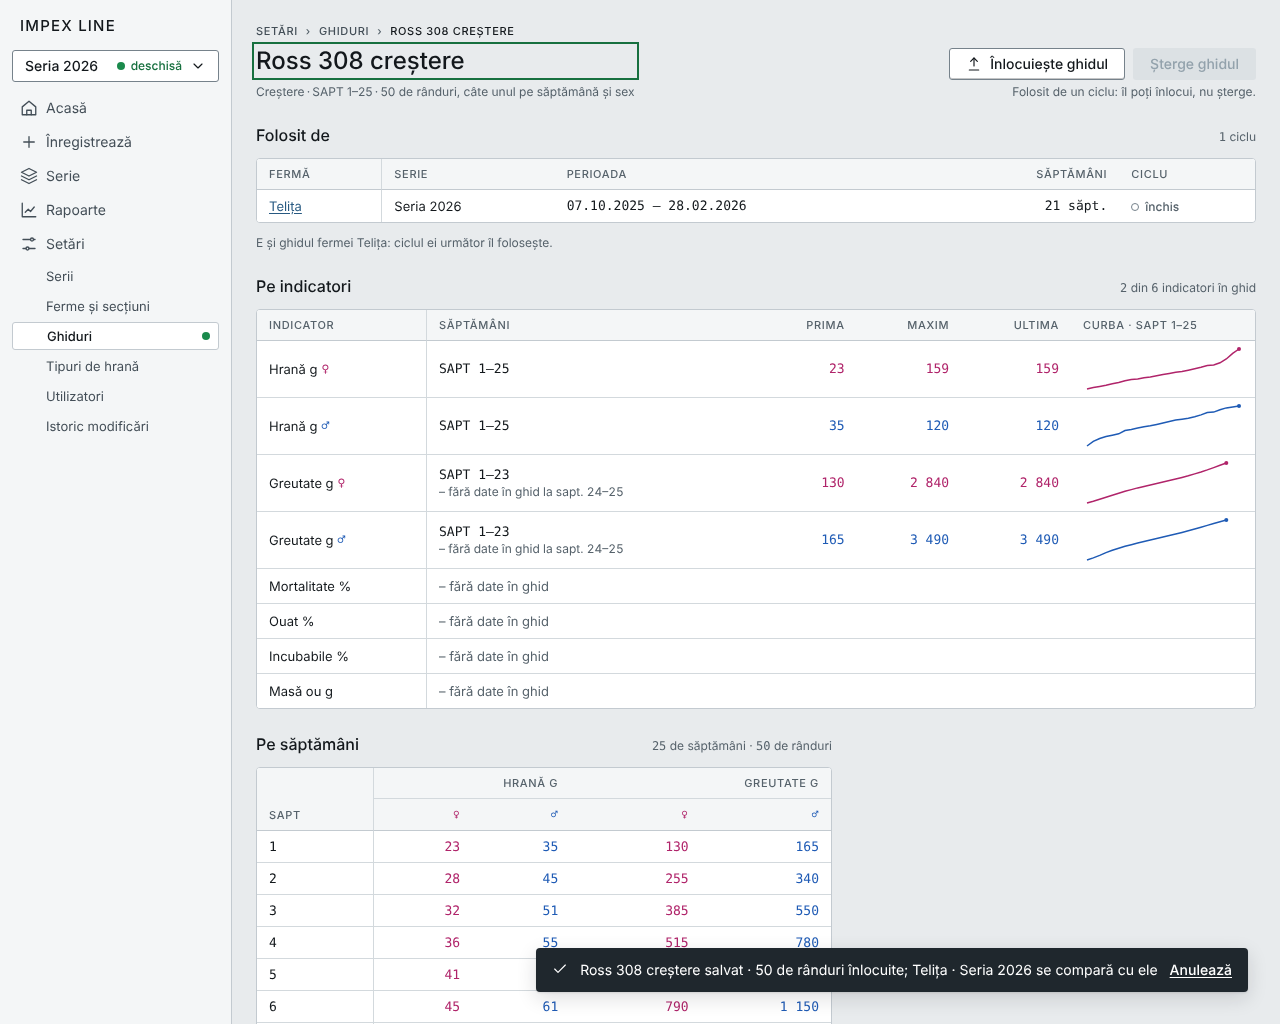 IMPEX LINE
Seria 2026 deschisă
Acasă
Înregistrează
Serie
Rapoarte
Setări
Serii
Ferme și secțiuni
Ghiduri
Tipuri de hrană
Utilizatori
Istoric modificări
SETĂRI › GHIDURI › ROSS 308 CREȘTERE
Ross 308 creștere
Creștere · SAPT 1–25 · 50 de rânduri, câte unul pe săptămână și sex
Înlocuiește ghidul
Șterge ghidul
Folosit de un ciclu: îl poți înlocui, nu șterge.
Folosit de
1 ciclu
FERMĂ SERIE PERIOADA SĂPTĂMÂNI CICLU
Telița Seria 2026 07.10.2025 – 28.02.2026 21 săpt. închis
E și ghidul fermei Telița: ciclul ei următor îl folosește.
Pe indicatori
2 din 6 indicatori în ghid
INDICATOR SĂPTĂMÂNI PRIMA MAXIM ULTIMA CURBA · SAPT 1–25
Hrană g ♀ SAPT 1–25 23 159 159
Hrană g ♂ SAPT 1–25 35 120 120
Greutate g ♀ SAPT 1–23 130 2 840 2 840
– fără date în ghid la sapt. 24–25
Greutate g ♂ SAPT 1–23 165 3 490 3 490
– fără date în ghid la sapt. 24–25
Mortalitate % – fără date în ghid
Ouat % – fără date în ghid
Incubabile % – fără date în ghid
Masă ou g – fără date în ghid
Pe săptămâni
25 de săptămâni · 50 de rânduri
HRANĂ G GREUTATE G
SAPT ♀ ♂ ♀ ♂
1 23 35 130 165
2 28 45 255 340
3 32 51 385 550
4 36 55 515 780
5 41
6 45 61 790 1 150
Ross 308 creștere salvat · 50 de rânduri înlocuite; Telița · Seria 2026 se compară cu ele Anulează